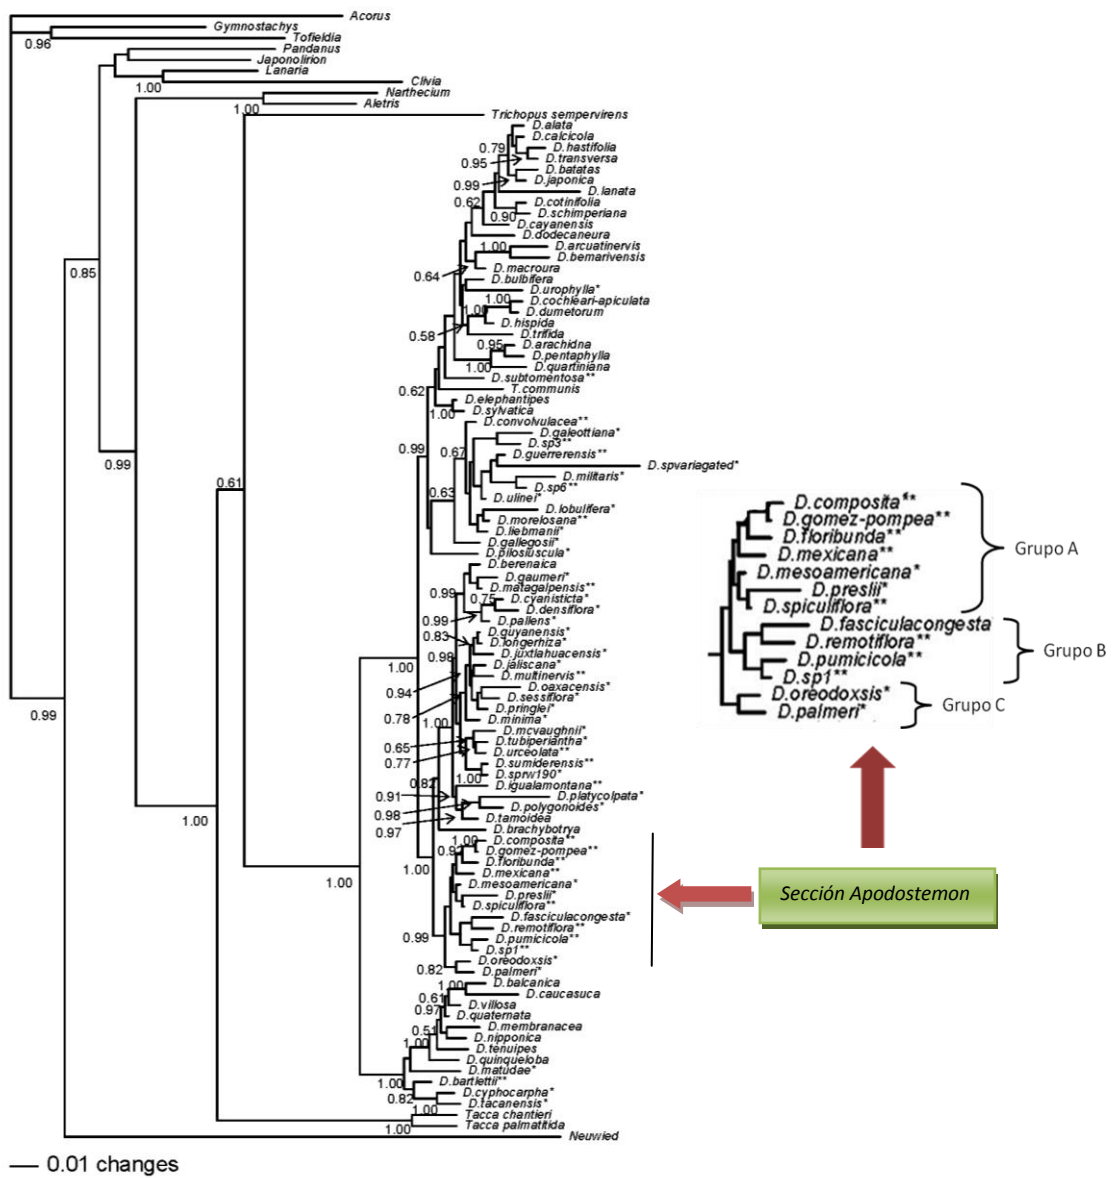 Acorus
Gymnostachys
0.96
Tofieldia
Pandanus
Japonolirion
Lanaria
Clivia
1.00
Narthecium
Aletris
1.00
Trichopus sempervirens
D.alata
D.calcicola
0.79
D.hastifolia
0.95
D.transversa
D.batatas
0.99
D.japonica
D.lanata
0.62
D.cotinifolia
0.90
D.schimperiana
D.cayanensis
D.dodecaneura
1.00
D.arcuatinervis
D.bemarivensis
0.85
0.64
D.macroura
D.bulbifera
D.urophylla*
1.00
D.cochleari-apiculata
1.00
D.dumetorum
D.hispida
0.58
D.trifida
0.95
D.arachidna
D.pentaphylla
1.00
D.quartiniana
D.subtomentosa**
0.62
T.communis
D.elephantipes
1.00
D.sylvatica
D.convolvulacea**
D.galeottiana*
D.sp3**
0.99
0.67
D.guerrerensis**
0.99
D.spvariagated*
D.militaris*
0.61
D.sp6**
0.63
D.ulinei*
D.lobulifera*
D.morelosana**
D.liebmanii*
D.gallegosii*
D.pilosiuscula*
D.berenaica
D.gaumeri*
D.matagalpensis**
0.99
0.75
D.cyanisticta*
D.densiflora*
0.99
D.pallens*
D.guyanensis*
0.83
D.longerhiza*
D.juxtlahuacensis*
0.98
1.00
D.jaliscana*
D.multinervis**
0.94
D.oaxacensis*
D.sessiflora*
D.pringlei*
0.99
0.78
D.minima*
1.00
D.mcvaughnii*
D.tubiperiantha*
0.65
D.urceolata**
0.77
D.sumiderensis**
1.00
D.sprw190*
0.82
D.igualamontana**
0.91
D.platycolpata*
D.polygonoides*
0.98
D.tamoidea
1.00
0.97
D.brachybotrya
1.00
D.composita**
D.gomez-pompea**
D.floribunda**
1.00
D.mexicana**
1.00
D.mesoamericana*
D.preslii*
D.spiculiflora**
D.fasciculacongesta*
D.remotiflora**
0.99
D.pumicicola**
D.sp1**
D.oreodoxsis*
0.82
D.palmeri*
1.00
D.balcanica
0.61
D.caucasuca
0.97
D.villosa
D.quaternata
D.membranacea
0.51
D.nipponica
1.00
D.tenuipes
D.quinqueloba
D.matudae*
1.00
D.bartlettii**
0.82
D.cyphocarpha*
D.tacanensis*
1.00
Tacca chantieri
1.00
Tacca palmatitida
Neuwied
0.01 changes
D.composita**
D.gomez-pompea**
D.floribunda**
D.mexicana**
D.mesoamericana*
D.preslii*
D.spiculiflora**
Grupo A
D.fasciculacongesta
D.remotiflora**
D.pumicicola**
D.sp1**
Grupo B
D.oreodoxsis*
D.palmeri*
Grupo C
Sección Apodostemon